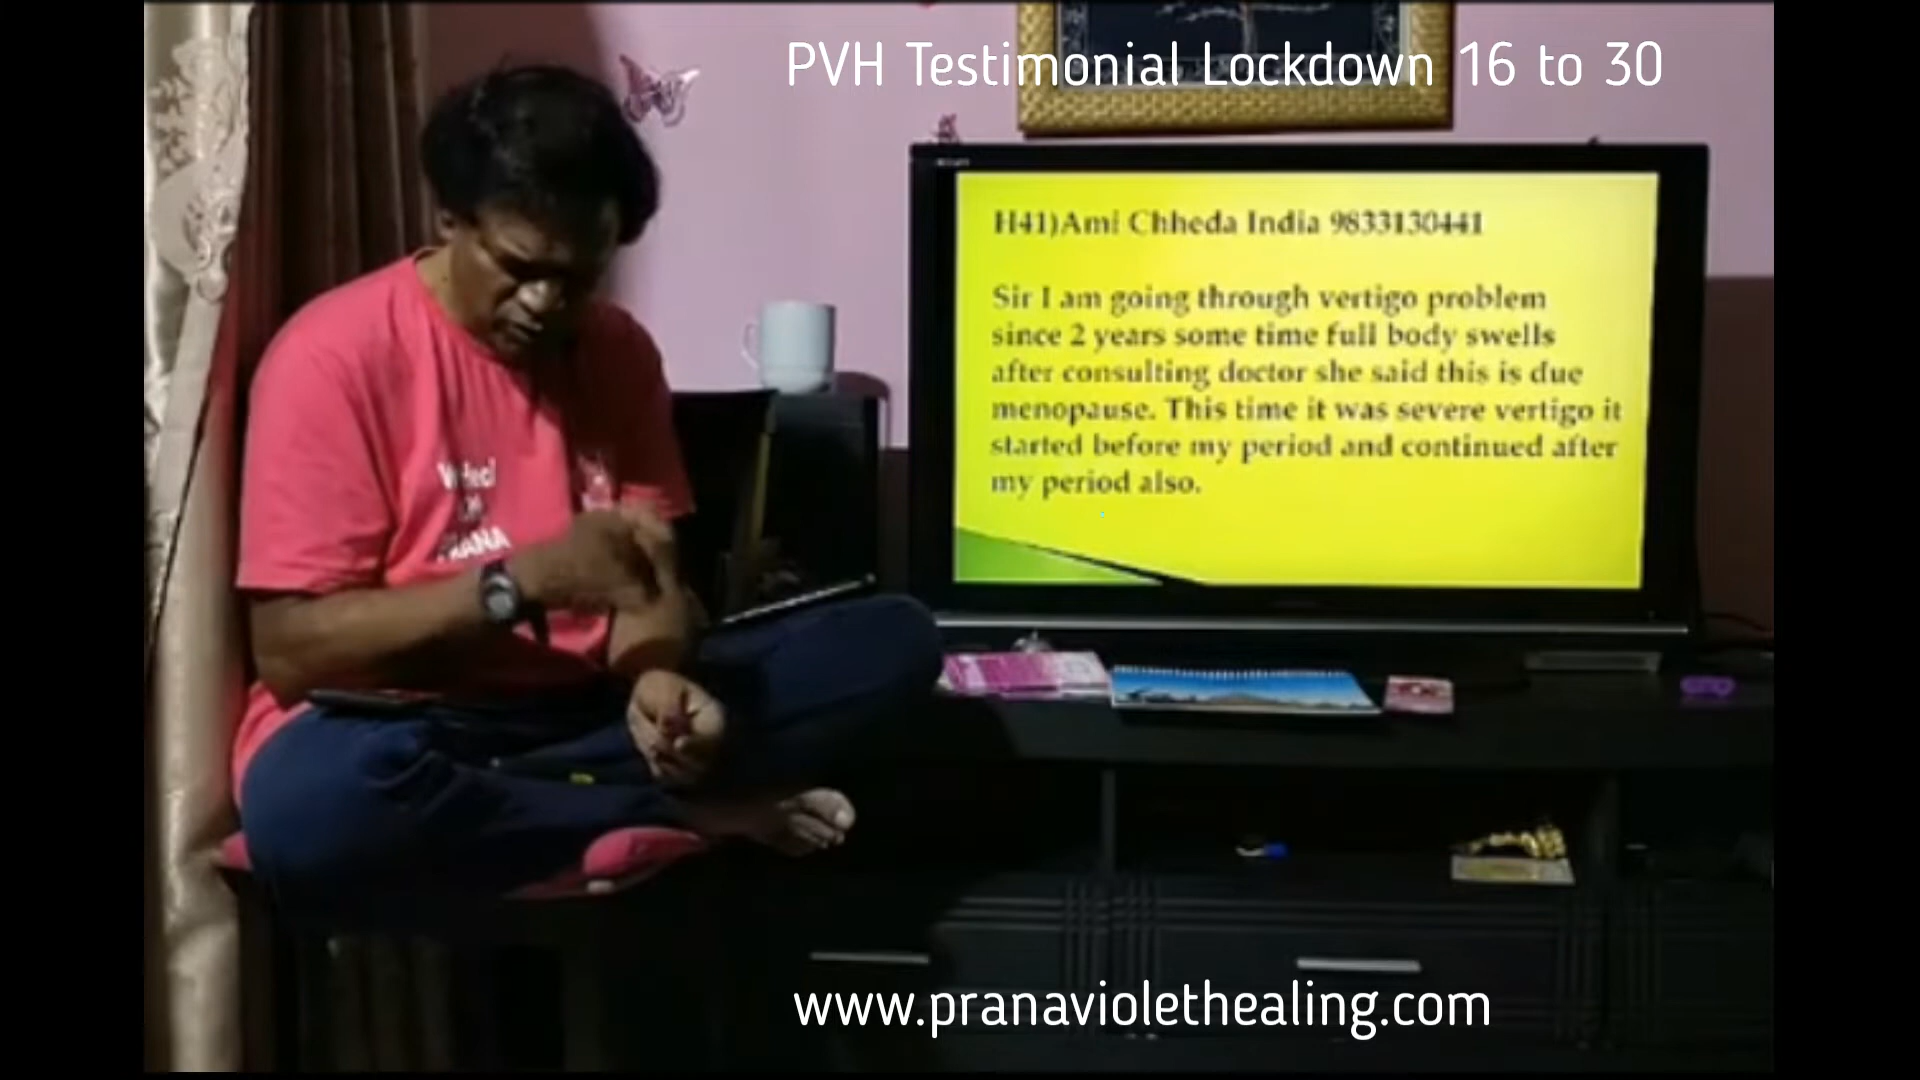 PVH Testimonial Lockdown 16 to 30
H41)Ami Chheda India 9833130441
Sir I am going through vertigo problem
since 2 years some time full body swells
after consulting doctor she said this is due
menopause. This time it was severe vertigo it
started before my period and continued after
my period also.
www.pranaviolethealing.com